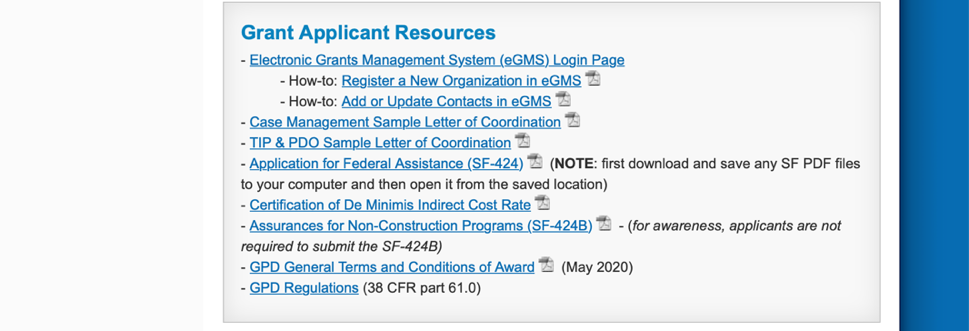 Grant Applicant Resources
- Electronic Grants Management System (eGMS) Login Page
- How-to: Register a New Organization in eGMS
- How-to: Add or Update Contacts in eGMS
- Case Management Sample Letter of Coordination
- TIP & PDO Sample Letter of Coordination
- Application for Federal Assistance (SF-424) (NOTE: first download and save any SF PDF files
to your computer and then open it from the saved location)
- Certification of De Minimis Indirect Cost Rate
- Assurances for Non-Construction Programs (SF-424B) - (for awareness, applicants are not
required to submit the SF-424B)
- GPD General Terms and Conditions of Award (May 2020)
- GPD Regulations (38 CFR part 61.0)